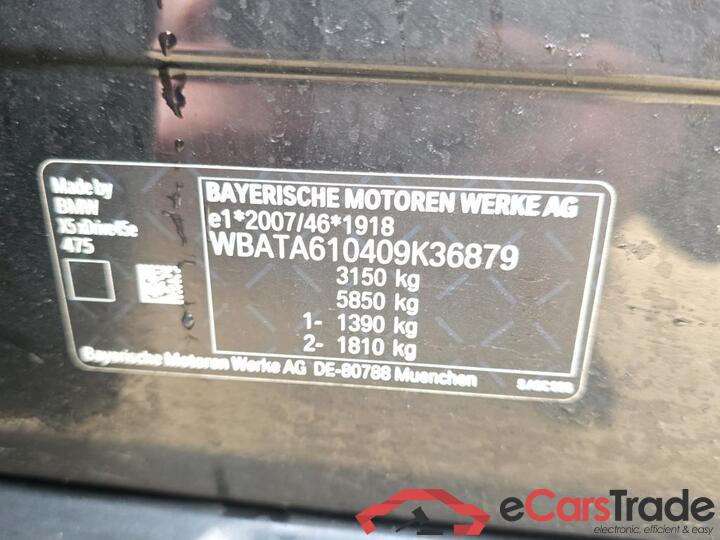 Made by
BMW
X5 xDrive45e
475
BAYERISCHE MOTOREN WERKE AG
e1*2007/46*1918
WBATA610409K36879
3150 kg
5850 kg
1- 1390 kg
2- 1810 kg
Bayerische Motoren Werke AG DE-80788 Muenchen
eCarsTrade
electronic, efficient & easy